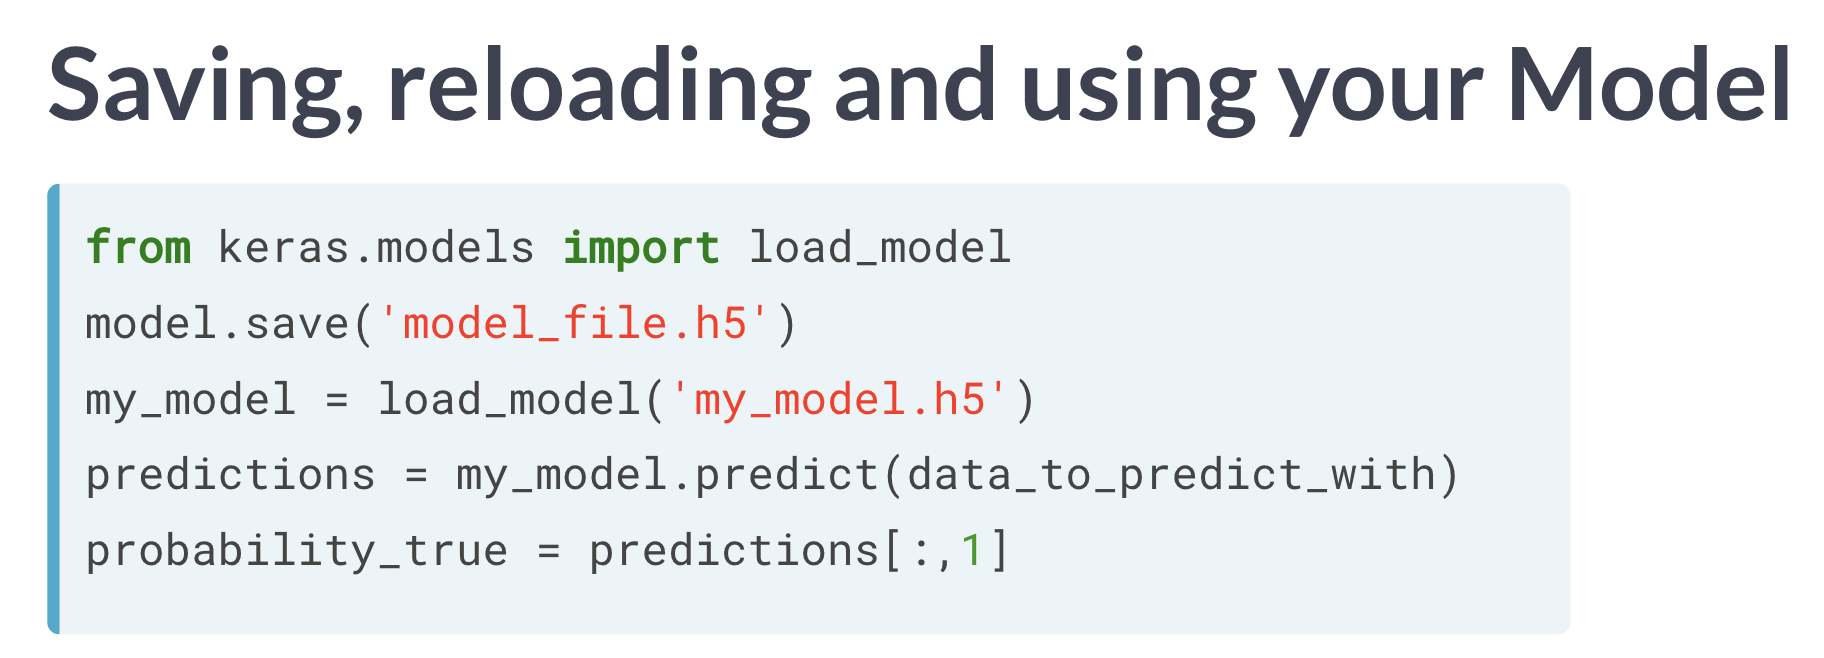 Saving, reloading and using your Model
from keras.models import load_model
model.save('model_file.h5')
my_model = load_model('my_model.h5')
predictions = my_model.predict(data_to_predict_with)
probability_true = predictions[:,1]